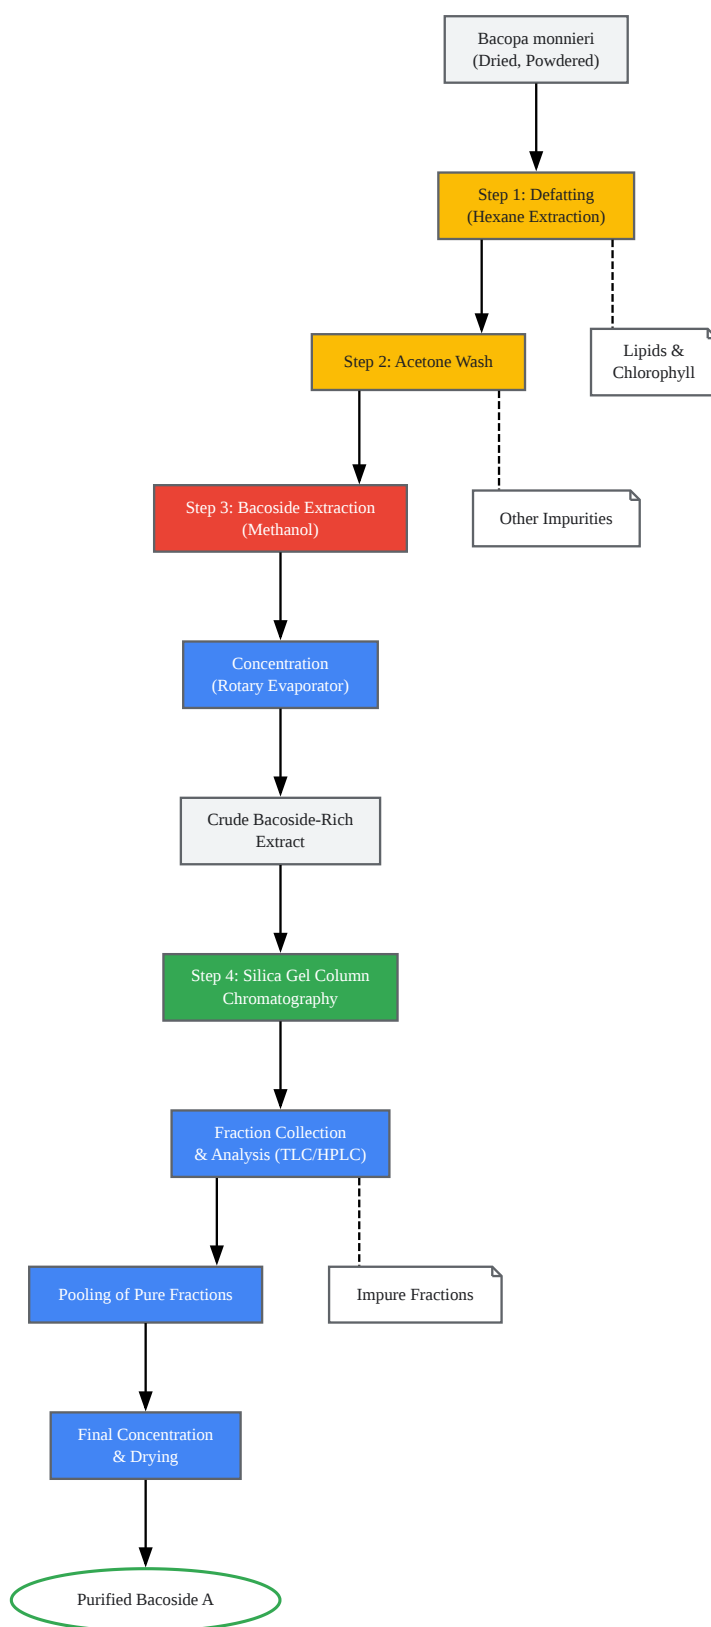 Bacopa monnieri
(Dried, Powdered)
Step 1: Defatting
(Hexane Extraction)
Lipids &
Chlorophyll
Step 2: Acetone Wash
Other Impurities
Step 3: Bacoside Extraction
(Methanol)
Concentration
(Rotary Evaporator)
Crude Bacoside-Rich
Extract
Step 4: Silica Gel Column
Chromatography
Fraction Collection
& Analysis (TLC/HPLC)
Pooling of Pure Fractions
Impure Fractions
Final Concentration
& Drying
Purified Bacoside A